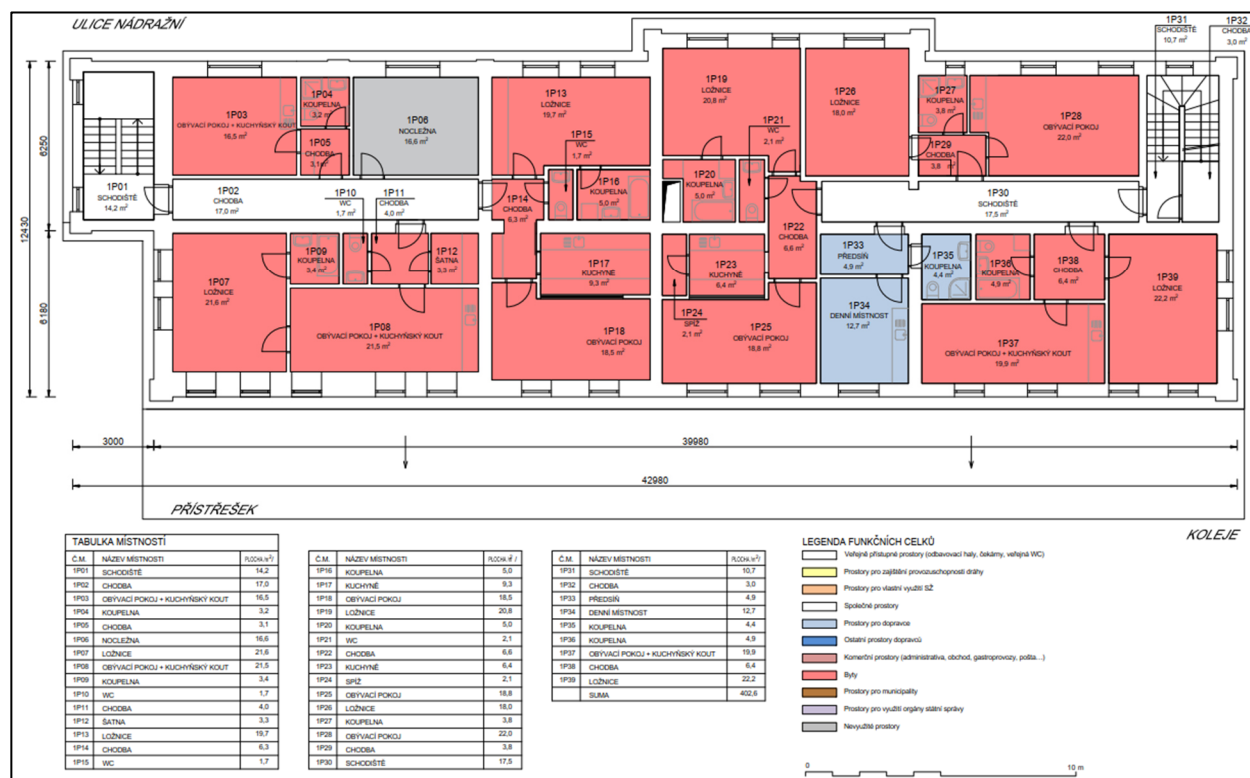 ULICE NÁDRAŽNÍ
1P31
SCHODIŠTĚ
10,7 m²
1P32
CHODBA
3,0 m²
1P03
OBÝVACÍ POKOJ + KUCHYŇSKÝ KOUT
16,5 m²
1P04
KOUPELNA
3,2 m²
1P05
CHODBA
3,1 m²
1P06
NOCLEŽNA
16,6 m²
1P13
LOŽNICE
19,7 m²
1P15
WC
1,7 m²
1P16
KOUPELNA
5,0 m²
1P19
LOŽNICE
20,8 m²
1P21
WC
2,1 m²
1P20
KOUPELNA
5,0 m²
1P26
LOŽNICE
18,0 m²
1P27
KOUPELNA
3,8 m²
1P28
OBÝVACÍ POKOJ
22,0 m²
1P29
CHODBA
3,8 m²
1P01
SCHODIŠTĚ
14,2 m²
1P02
CHODBA
17,0 m²
1P10
WC
1,7 m²
1P11
CHODBA
4,0 m²
1P14
CHODBA
6,3 m²
1P22
CHODBA
6,6 m²
1P30
SCHODIŠTĚ
17,5 m²
1P07
LOŽNICE
21,6 m²
1P09
KOUPELNA
3,4 m²
1P12
ŠATNA
3,3 m²
1P08
OBÝVACÍ POKOJ + KUCHYŇSKÝ KOUT
21,5 m²
1P17
KUCHYNĚ
9,3 m²
1P18
OBÝVACÍ POKOJ
18,5 m²
1P23
KUCHYNĚ
6,4 m²
1P24
SPÍŽ
2,1 m²
1P25
OBÝVACÍ POKOJ
18,8 m²
1P33
PŘEDSÍŇ
4,9 m²
1P34
DENNÍ MÍSTNOST
12,7 m²
1P35
KOUPELNA
4,4 m²
1P36
KOUPELNA
4,9 m²
1P38
CHODBA
6,4 m²
1P37
OBÝVACÍ POKOJ + KUCHYŇSKÝ KOUT
19,9 m²
1P39
LOŽNICE
22,2 m²
12430
6250
6180
3000
39980
42980
PŘÍSTŘEŠEK
KOLEJE
TABULKA MÍSTNOSTÍ
Č.M. NÁZEV MÍSTNOSTI PLOCHA M²/
1P01 SCHODIŠTĚ 14,2
1P02 CHODBA 17,0
1P03 OBÝVACÍ POKOJ + KUCHYŇSKÝ KOUT 16,5
1P04 KOUPELNA 3,2
1P05 CHODBA 3,1
1P06 NOCLEŽNA 16,6
1P07 LOŽNICE 21,6
1P08 OBÝVACÍ POKOJ + KUCHYŇSKÝ KOUT 21,5
1P09 KOUPELNA 3,4
1P10 WC 1,7
1P11 CHODBA 4,0
1P12 ŠATNA 3,3
1P13 LOŽNICE 19,7
1P14 CHODBA 6,3
1P15 WC 1,7
Č.M. NÁZEV MÍSTNOSTI PLOCHA M²/
1P16 KOUPELNA 5,0
1P17 KUCHYNĚ 9,3
1P18 OBÝVACÍ POKOJ 18,5
1P19 LOŽNICE 20,8
1P20 KOUPELNA 5,0
1P21 WC 2,1
1P22 CHODBA 6,6
1P23 KUCHYNĚ 6,4
1P24 SPÍŽ 2,1
1P25 OBÝVACÍ POKOJ 18,8
1P26 LOŽNICE 18,0
1P27 KOUPELNA 3,8
1P28 OBÝVACÍ POKOJ 22,0
1P29 CHODBA 3,8
1P30 SCHODIŠTĚ 17,5
Č.M. NÁZEV MÍSTNOSTI PLOCHA M²/
1P31 SCHODIŠTĚ 10,7
1P32 CHODBA 3,0
1P33 PŘEDSÍŇ 4,9
1P34 DENNÍ MÍSTNOST 12,7
1P35 KOUPELNA 4,4
1P36 KOUPELNA 4,9
1P37 OBÝVACÍ POKOJ + KUCHYŇSKÝ KOUT 19,9
1P38 CHODBA 6,4
1P39 LOŽNICE 22,2
SUMA 402,6
LEGENDA FUNKČNÍCH CELKŮ
Veřejně přístupné prostory (odbavovací haly, čekárny, veřejná WC)
Prostory pro zajištění provozuschopnosti dráhy
Prostory pro vlastní využití SŽ
Společné prostory
Prostory pro dopravce
Ostatní prostory dopravců
Komerční prostory (administrativa, obchod, gastroprovozy, pošta…)
Byty
Prostory pro municipality
Prostory pro využití orgány státní správy
Nevyužité prostory
0 10 m